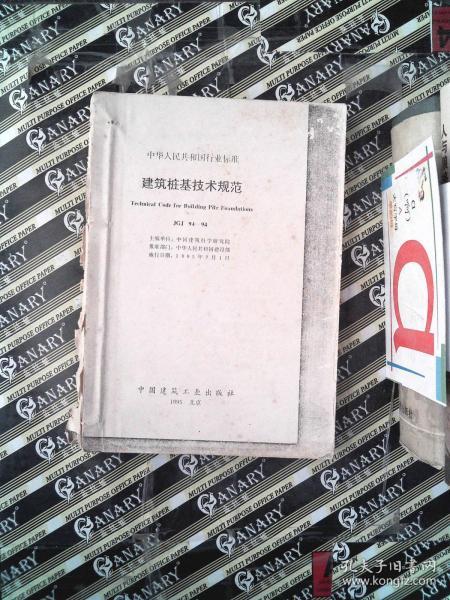 中华人民共和国行业标准
建筑桩基技术规范
Technical Code for Building Pile Foundations
JGJ 94-94
主编单位：中国建筑科学研究院
批准部门：中华人民共和国建设部
施行日期：1995年7月1日
中国建筑工业出版社
1995 北京
GANARY
MULTI PURPOSE OFFICE PAPER
孔夫子旧书网
www.kongfz.com